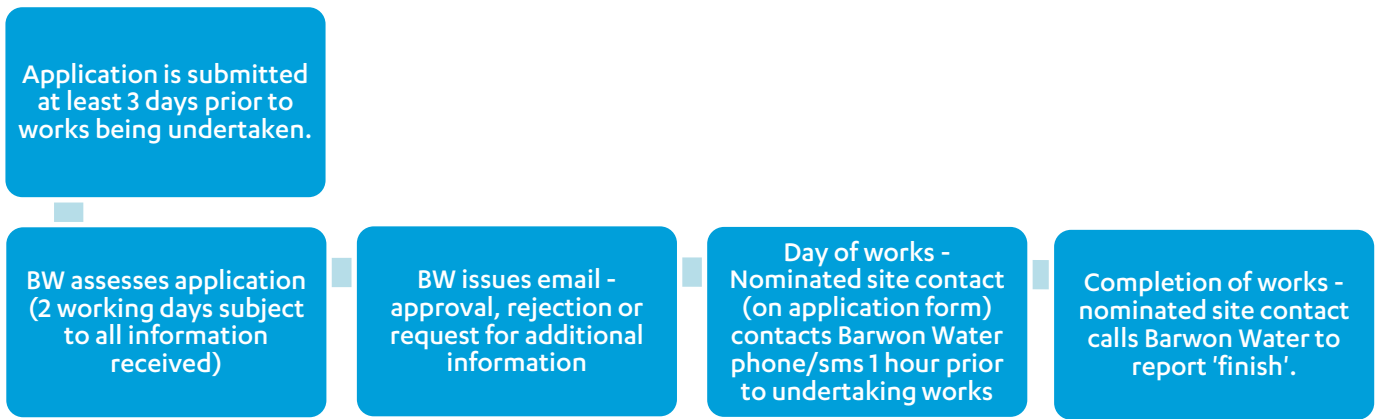 Application is submitted
at least 3 days prior to
works being undertaken.
BW assesses application
(2 working days subject
to all information
received)
BW issues email -
approval, rejection or
request for additional
information
Day of works -
Nominated site contact
(on application form)
contacts Barwon Water
phone/sms 1 hour prior
to undertaking works
Completion of works -
nominated site contact
calls Barwon Water to
report 'finish'.